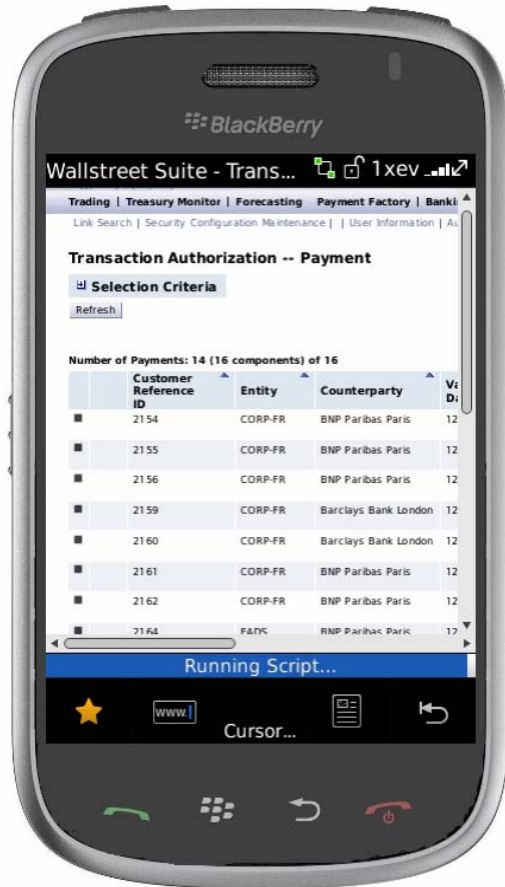 BlackBerry
Wallstreet Suite - Trans... 1xev
Trading | Treasury Monitor | Forecasting Payment Factory | Banki
Link Search | Security Configuration Maintenance | | User Information | Au
Transaction Authorization -- Payment
Selection Criteria
Refresh
Number of Payments: 14 (16 components) of 16
Customer Reference ID Entity Counterparty Va Da
2154 CORP-FR BNP Paribas Paris 12
2155 CORP-FR BNP Paribas Paris 12
2156 CORP-FR BNP Paribas Paris 12
2159 CORP-FR Barclays Bank London 12
2160 CORP-FR Barclays Bank London 12
2161 CORP-FR BNP Paribas Paris 12
2162 CORP-FR BNP Paribas Paris 12
2164 EADS BNP Paribas Paris 12
Running Script...
www.
Cursor...